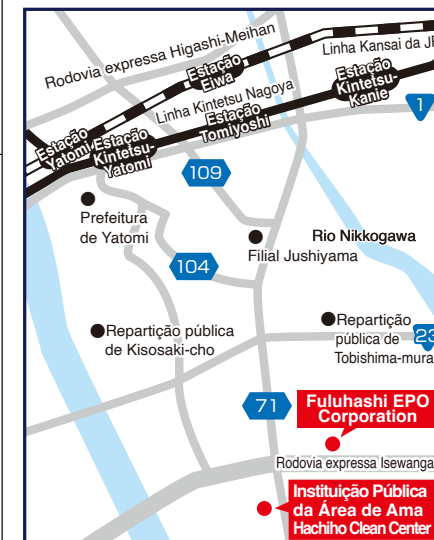 Rodovia expressa Higashi-Meihan
Linha Kansai da
Estação
Eiwa
Linha Kintetsu Nagoya
Estação
Kintetsu-
Kanie
Estação
Tomiyoshi
1
Estação
Yatomi
Estação
Kintetsu-
Yatomi
109
Prefeitura
de Yatomi
Rio Nikkogawa
Filial Jushiyama
104
Repartição pública
de Kisosaki-cho
Repartição
pública de
Tobishima-mura
23
71
Fuluhashi EPO
Corporation
Rodovia expressa Isewanga
Instituição Pública
da Área de Ama
Hachiho Clean Center